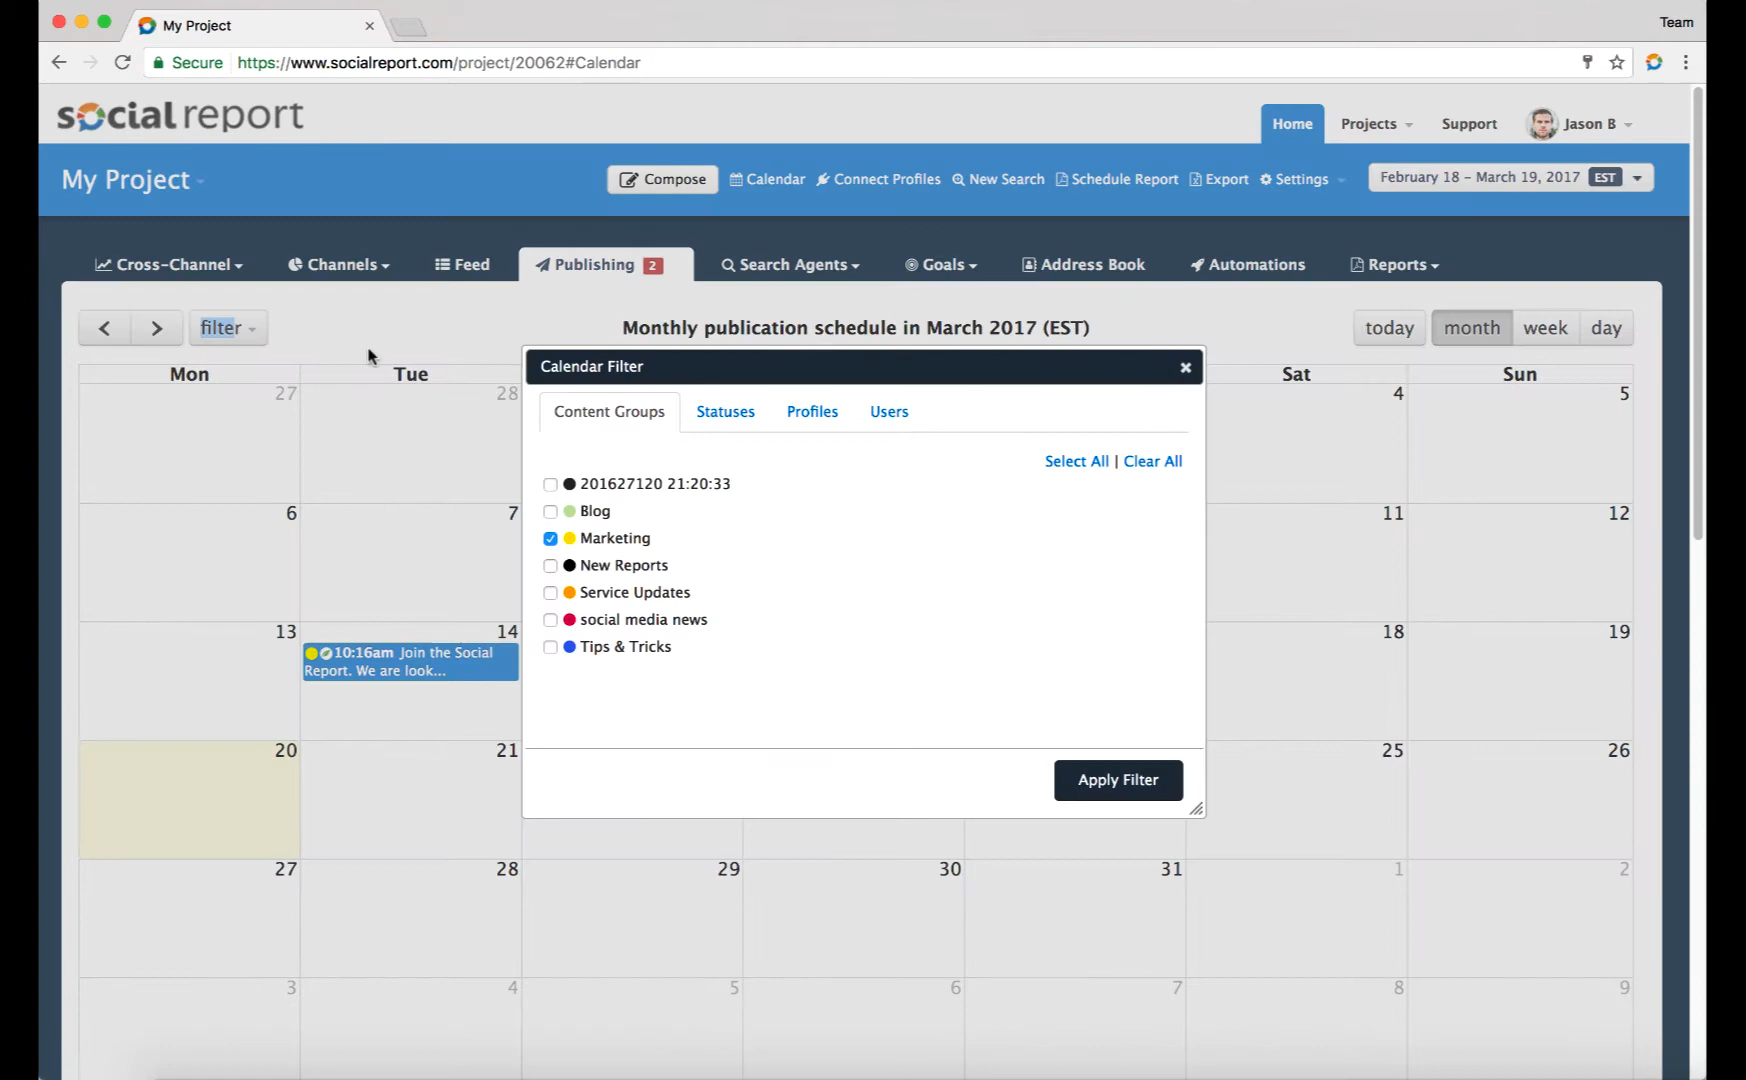 My Project
Team
Secure https://www.socialreport.com/project/20062#Calendar
social report
Home Projects Support Jason B
My Project
Compose Calendar Connect Profiles New Search Schedule Report Export Settings February 18 - March 19, 2017 EST
Cross-Channel Channels Feed Publishing 2 Search Agents Goals Address Book Automations Reports
filter Monthly publication schedule in March 2017 (EST) today month week day
Mon Tue Sat Sun
27 28 4 5
Calendar Filter
Content Groups Statuses Profiles Users
Select All | Clear All
201627120 21:20:33
Blog
Marketing
New Reports
Service Updates
social media news
Tips & Tricks
Apply Filter
6 7 11 12
13 14 18 19
10:16am Join the Social
Report. We are look...
20 21 25 26
27 28 29 30 31 1 2
3 4 5 6 7 8 9